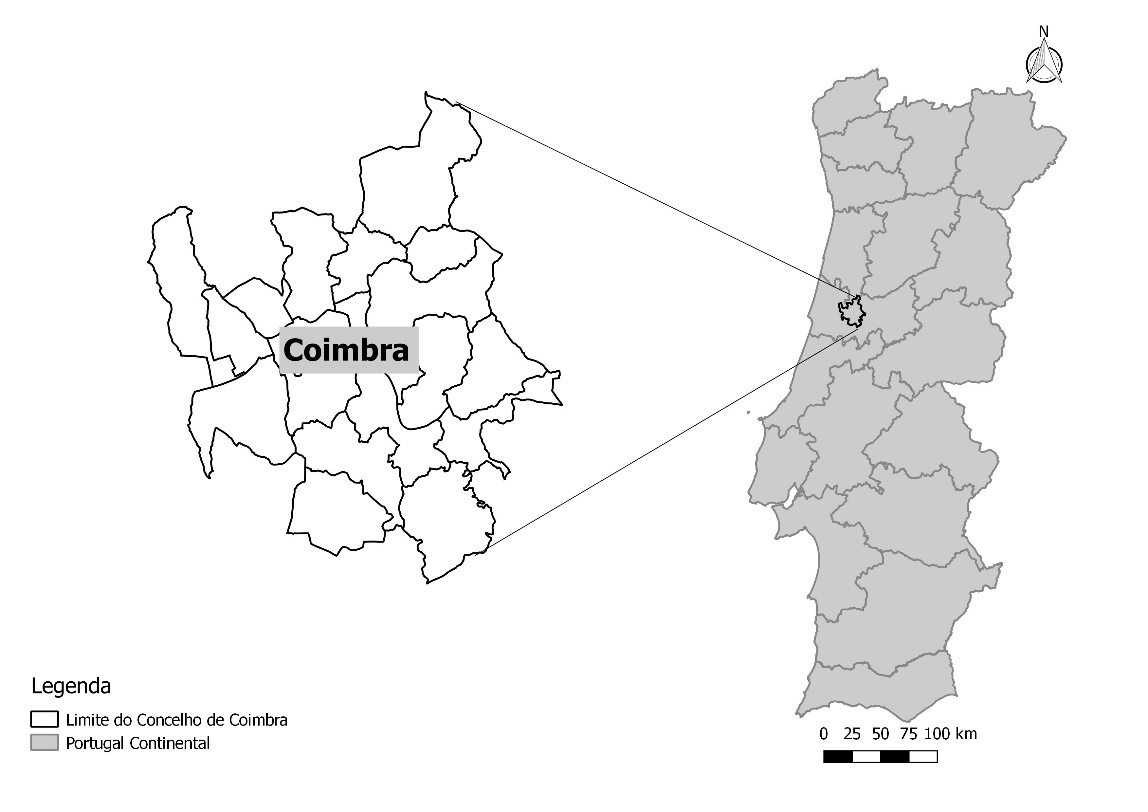 N
Coimbra
Legenda
Limite do Concelho de Coimbra
Portugal Continental
0 25 50 75 100 km